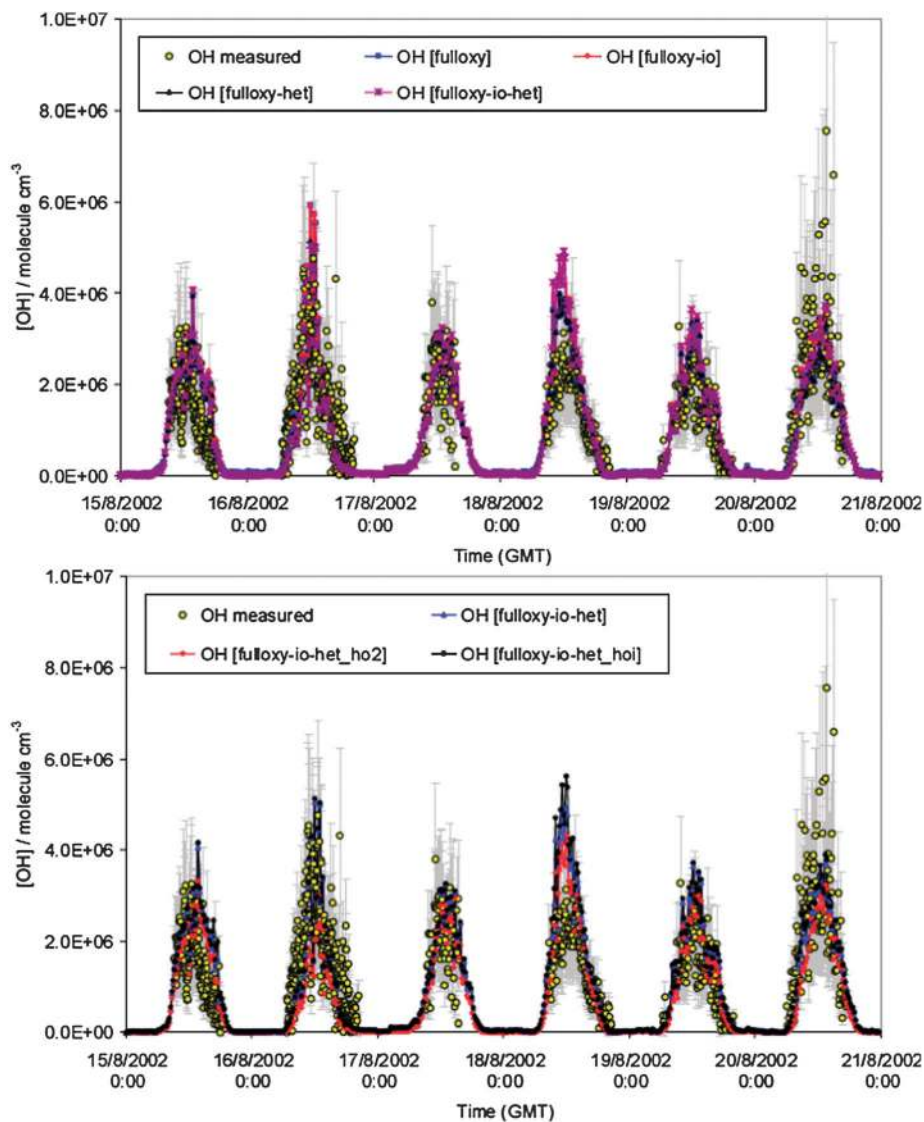 1.0E+07
OH measured OH [fulloxy] OH [fulloxy-io]
OH [fulloxy-het] OH [fulloxy-io-het]
8.0E+06
6.0E+06
4.0E+06
2.0E+06
0.0E+00
[OH] / molecule cm-3
15/8/2002 16/8/2002 17/8/2002 18/8/2002 19/8/2002 20/8/2002 21/8/2002
0:00 0:00 0:00 0:00 0:00 0:00 0:00
Time (GMT)
1.0E+07
OH measured OH [fulloxy-io-het]
OH [fulloxy-io-het_ho2] OH [fulloxy-io-het_hoi]
8.0E+06
6.0E+06
4.0E+06
2.0E+06
0.0E+00
[OH] / molecule cm-3
15/8/2002 16/8/2002 17/8/2002 18/8/2002 19/8/2002 20/8/2002 21/8/2002
0:00 0:00 0:00 0:00 0:00 0:00 0:00
Time (GMT)